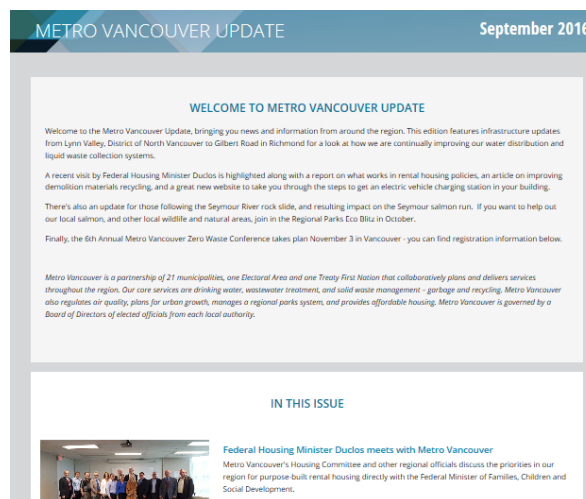 METRO VANCOUVER UPDATE
September 2016
WELCOME TO METRO VANCOUVER UPDATE
Welcome to the Metro Vancouver Update, bringing you news and information from around the region. This edition features infrastructure updates
from Lynn Valley, District of North Vancouver to Gilbert Road in Richmond for a look at how we are continually improving our water distribution and
liquid waste collection systems.
A recent visit by Federal Housing Minister Duclos is highlighted along with a report on what works in rental housing policies, an article on improving
demolition materials recycling, and a great new website to take you through the steps to get an electric vehicle charging station in your building.
There's also an update for those following the Seymour River rock slide, and resulting impact on the Seymour salmon run. If you want to help out
our local salmon, and other local wildlife and natural areas, join in the Regional Parks Eco Blitz in October.
Finally, the 6th Annual Metro Vancouver Zero Waste Conference takes plan November 3 in Vancouver - you can find registration information below.
Metro Vancouver is a partnership of 21 municipalities, one Electoral Area and one Treaty First Nation that collaboratively plans and delivers services
throughout the region. Our core services are drinking water, wastewater treatment, and solid waste management – garbage and recycling. Metro Vancouver
also regulates air quality, plans for urban growth, manages a regional parks system, and provides affordable housing. Metro Vancouver is governed by a
Board of Directors of elected officials from each local authority.
IN THIS ISSUE
Federal Housing Minister Duclos meets with Metro Vancouver
Metro Vancouver's Housing Committee and other regional officials discuss the priorities in our
region for purpose-built rental housing directly with the Federal Minister of Families, Children and
Social Development.